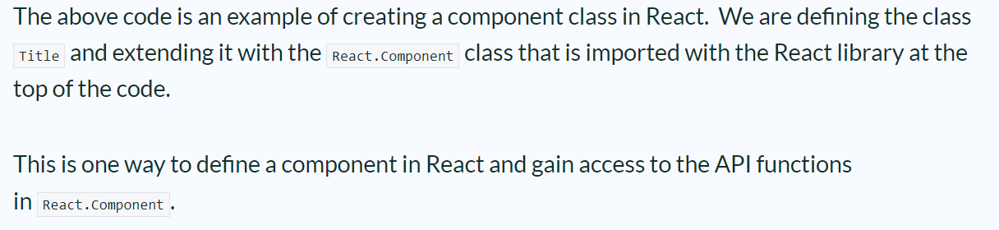 The above code is an example of creating a component class in React. We are defining the class
Title and extending it with the React.Component class that is imported with the React library at the
top of the code.
This is one way to define a component in React and gain access to the API functions
in React.Component.